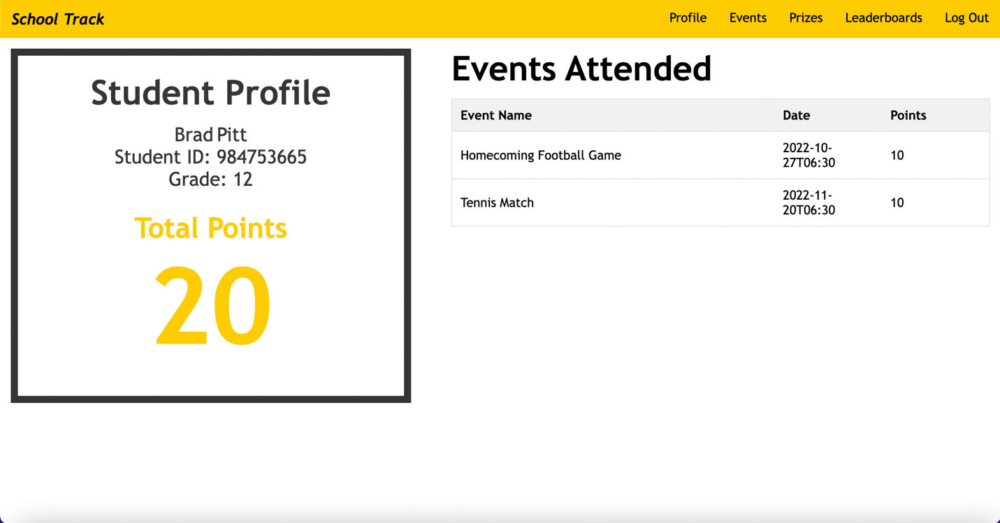 School Track
Profile Events Prizes Leaderboards Log Out
Student Profile
Brad Pitt
Student ID: 984753665
Grade: 12
Total Points
20
Events Attended
Event Name Date Points
Homecoming Football Game 2022-10-
27T06:30 10
Tennis Match 2022-11-
20T06:30 10